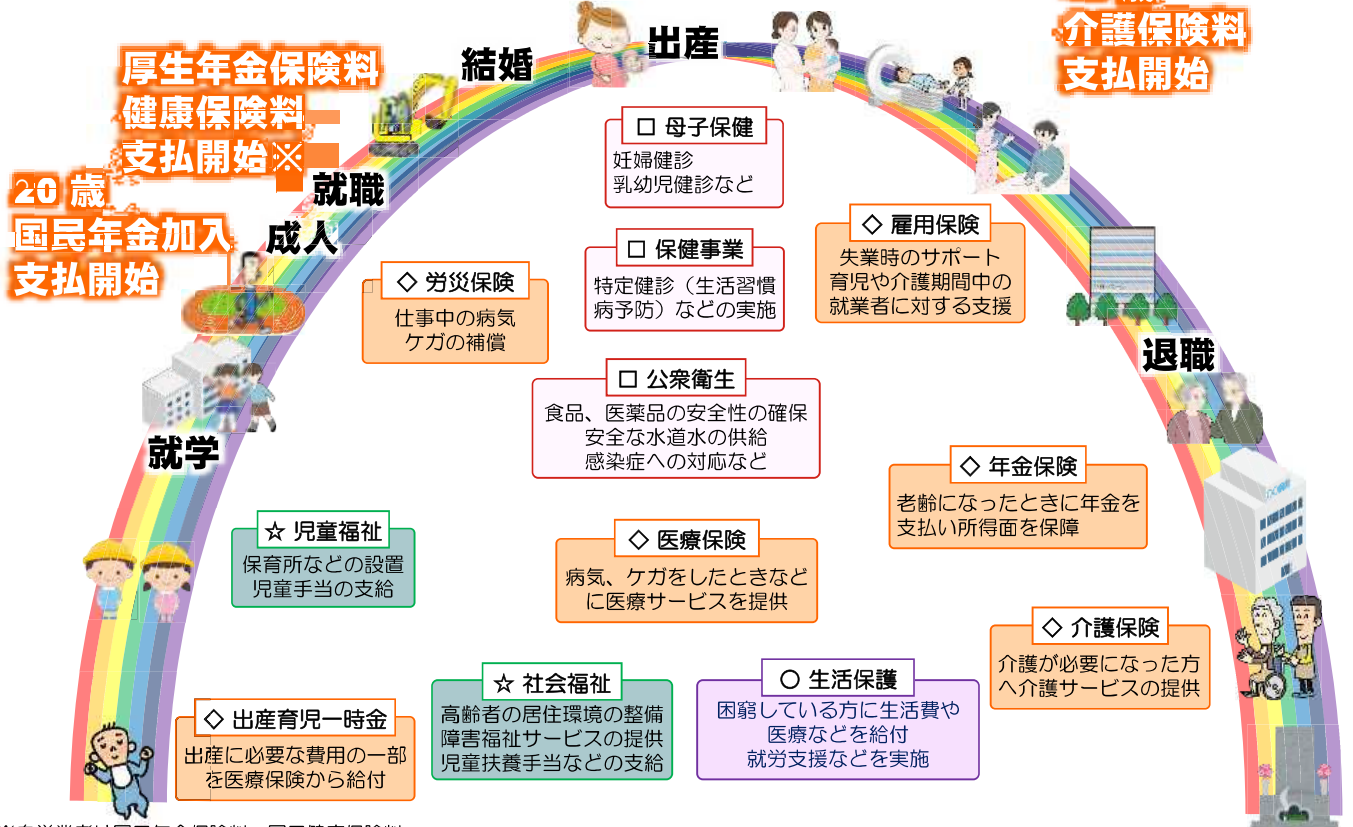 介護保険料
支払開始
出産
結婚
厚生年金保険料
健康保険料
支払開始※
就職
20 歳
国民年金加入
支払開始
成人
就学
退職
□ 母子保健
妊婦健診
乳幼児健診など
□ 保健事業
特定健診（生活習慣
病予防）などの実施
◇ 雇用保険
失業時のサポート
育児や介護期間中の
就業者に対する支援
◇ 労災保険
仕事中の病気
ケガの補償
□ 公衆衛生
食品、医薬品の安全性の確保
安全な水道水の供給
感染症への対応など
◇ 年金保険
老齢になったときに年金を
支払い所得面を保障
☆ 児童福祉
保育所などの設置
児童手当の支給
◇ 医療保険
病気、ケガをしたときなど
に医療サービスを提供
◇ 介護保険
介護が必要になった方
へ介護サービスの提供
◇ 出産育児一時金
出産に必要な費用の一部
を医療保険から給付
☆ 社会福祉
高齢者の居住環境の整備
障害福祉サービスの提供
児童扶養手当などの支給
○ 生活保護
困窮している方に生活費や
医療などを給付
就労支援などを実施